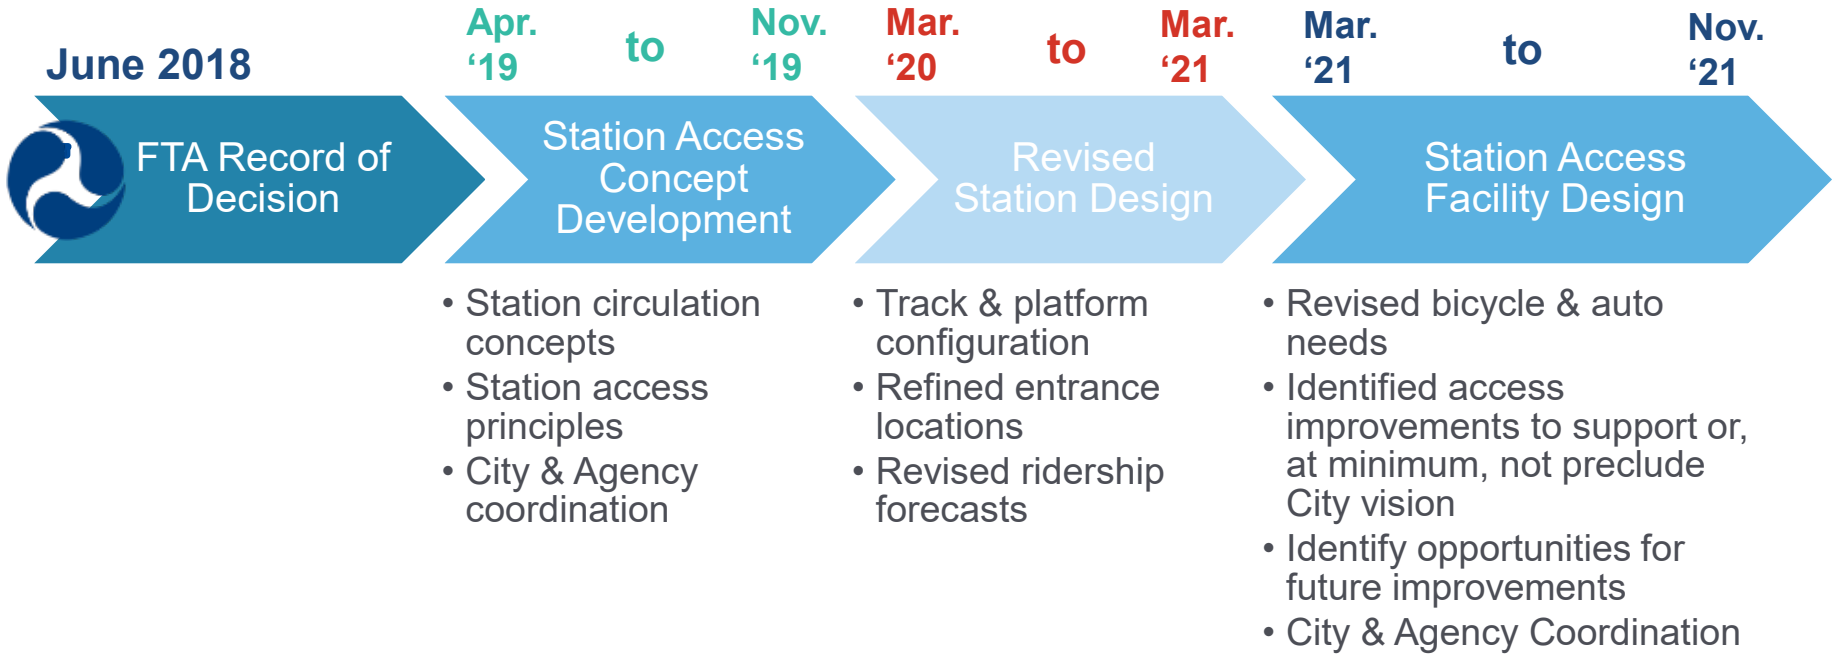 June 2018
FTA Record of
Decision
Apr.
‘19
to
Nov.
‘19
Station Access
Concept
Development
• Station circulation
concepts
• Station access
principles
• City & Agency
coordination
Mar.
‘20
to
Mar.
‘21
Revised
Station Design
• Track & platform
configuration
• Refined entrance
locations
• Revised ridership
forecasts
Mar.
‘21
to
Nov.
‘21
Station Access
Facility Design
• Revised bicycle & auto
needs
• Identified access
improvements to support or,
at minimum, not preclude
City vision
• Identify opportunities for
future improvements
• City & Agency Coordination